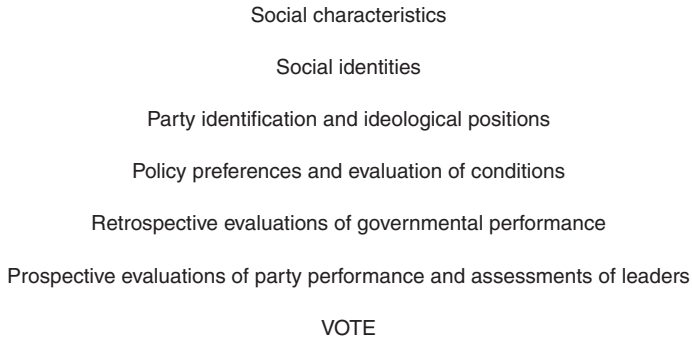 Social characteristics
Social identities
Party identification and ideological positions
Policy preferences and evaluation of conditions
Retrospective evaluations of governmental performance
Prospective evaluations of party performance and assessments of leaders
VOTE